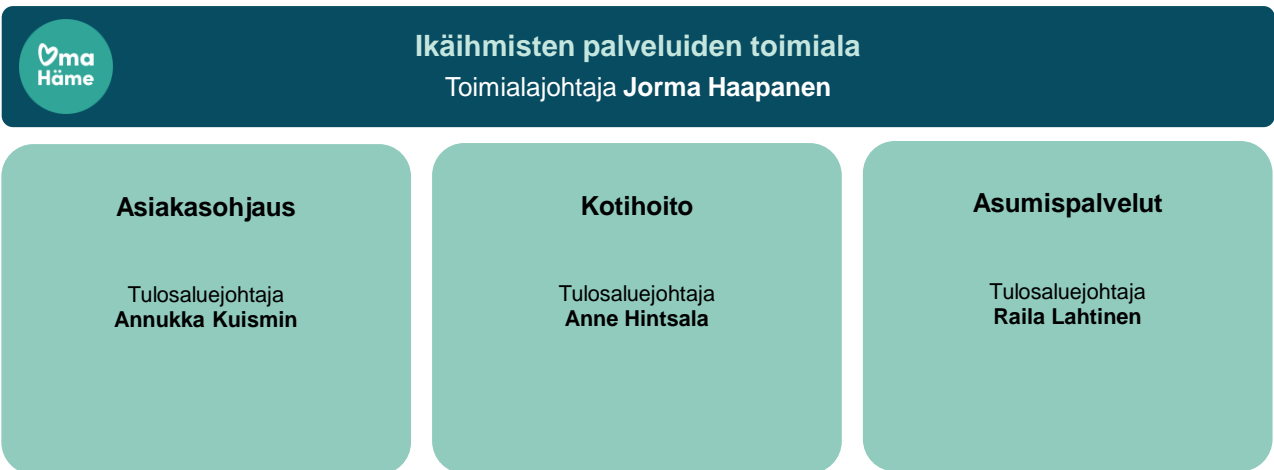 Oma
Häme
Ikäihmisten palveluiden toimiala
Toimialajohtaja Jorma Haapanen
Asiakasohjaus
Tulosaluejohtaja
Annukka Kuismin
Kotihoito
Tulosaluejohtaja
Anne Hintsala
Asumispalvelut
Tulosaluejohtaja
Raila Lahtinen